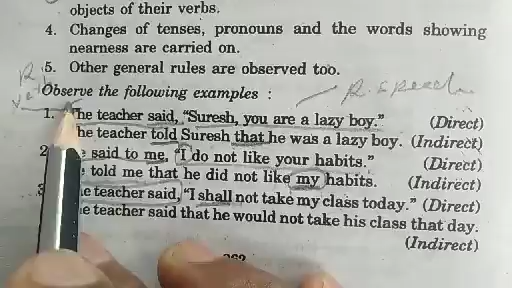 objects of their verbs.
4. Changes of tenses, pronouns and the words showing
nearness are carried on.
5. Other general rules are observed too.
Observe the following examples :
1. The teacher said, "Suresh, you are a lazy boy." (Direct)
he teacher told Suresh that he was a lazy boy. (Indirect)
2 said to me, "I do not like your habits." (Direct)
told me that he did not like my habits. (Indirect)
3 he teacher said, "I shall not take my class today." (Direct)
e teacher said that he would not take his class that day.
(Indirect)